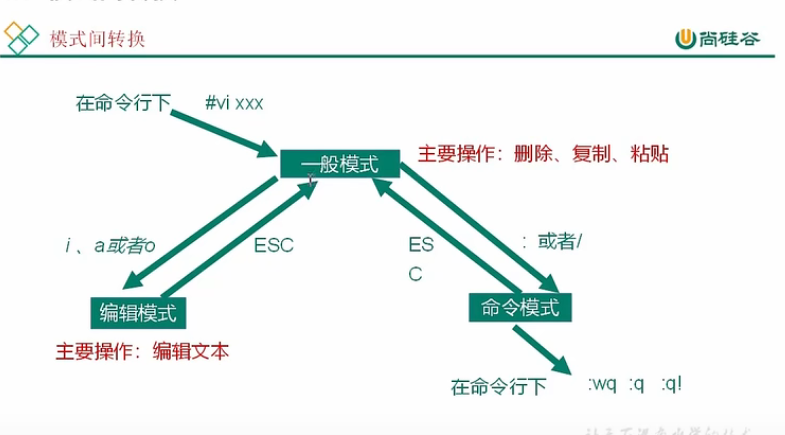 模式间转换
尚硅谷
在命令行下 #vi xxx
一般模式
主要操作：删除、复制、粘贴
i 、a或者o
ESC
ES
C
：或者/
编辑模式
命令模式
主要操作：编辑文本
在命令行下 :wq :q :q!